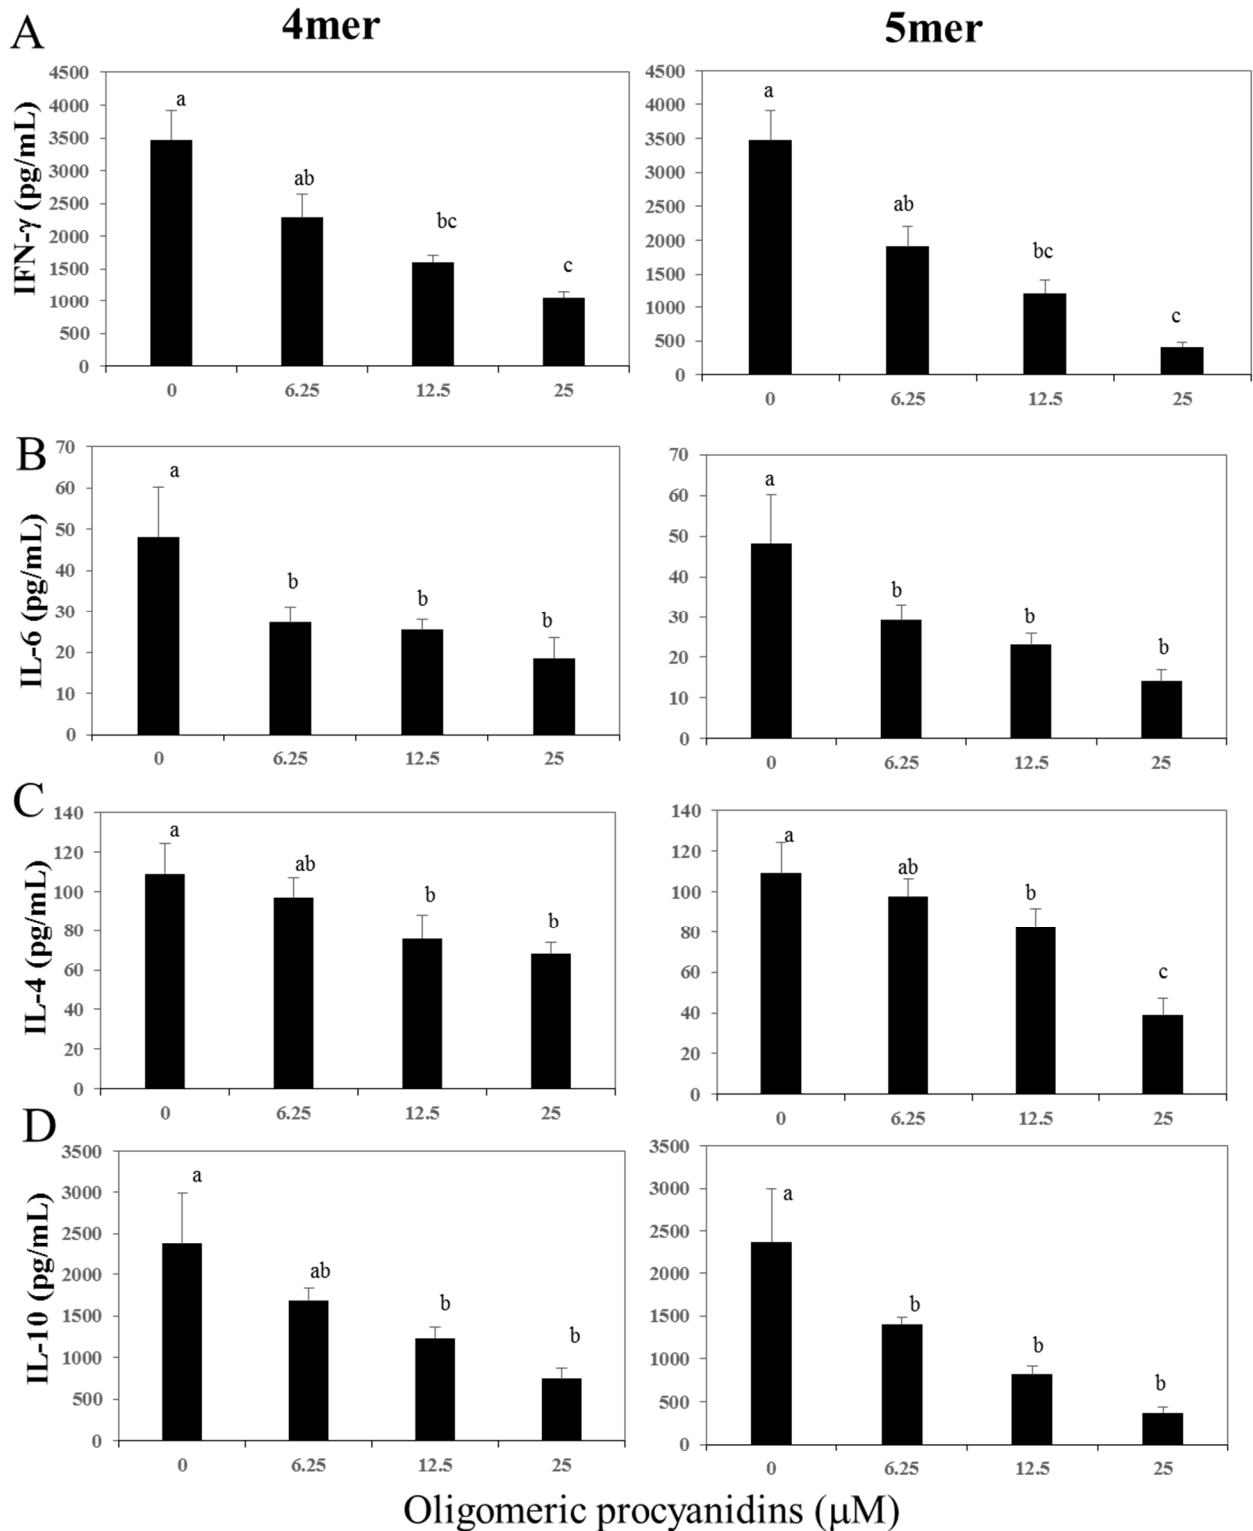 A 4mer 5mer
IFN-γ (pg/mL)
4500
4000
3500
3000
2500
2000
1500
1000
500
0
a ab bc c
0 6.25 12.5 25
4500
4000
3500
3000
2500
2000
1500
1000
500
0
a ab bc c
0 6.25 12.5 25
B
IL-6 (pg/mL)
70
60
50
40
30
20
10
0
a b b b
0 6.25 12.5 25
70
60
50
40
30
20
10
0
a b b b
0 6.25 12.5 25
C
IL-4 (pg/mL)
140
120
100
80
60
40
20
0
a ab b b
0 6.25 12.5 25
140
120
100
80
60
40
20
0
a ab b c
0 6.25 12.5 25
D
IL-10 (pg/mL)
3500
3000
2500
2000
1500
1000
500
0
a ab b b
0 6.25 12.5 25
3500
3000
2500
2000
1500
1000
500
0
a b b b
0 6.25 12.5 25
Oligomeric procyanidins (μM)